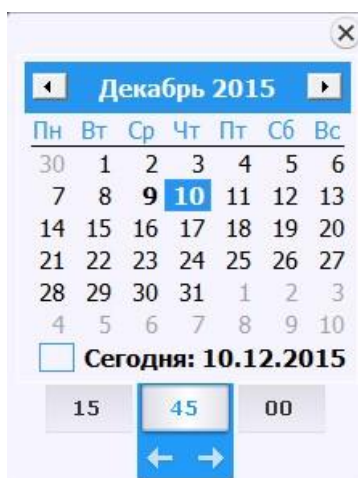 Декабрь 2015
Пн Вт Ср Чт Пт Сб Вс
30 1 2 3 4 5 6
7 8 9 10 11 12 13
14 15 16 17 18 19 20
21 22 23 24 25 26 27
28 29 30 31 1 2 3
4 5 6 7 8 9 10
Сегодня: 10.12.2015
15 45 00